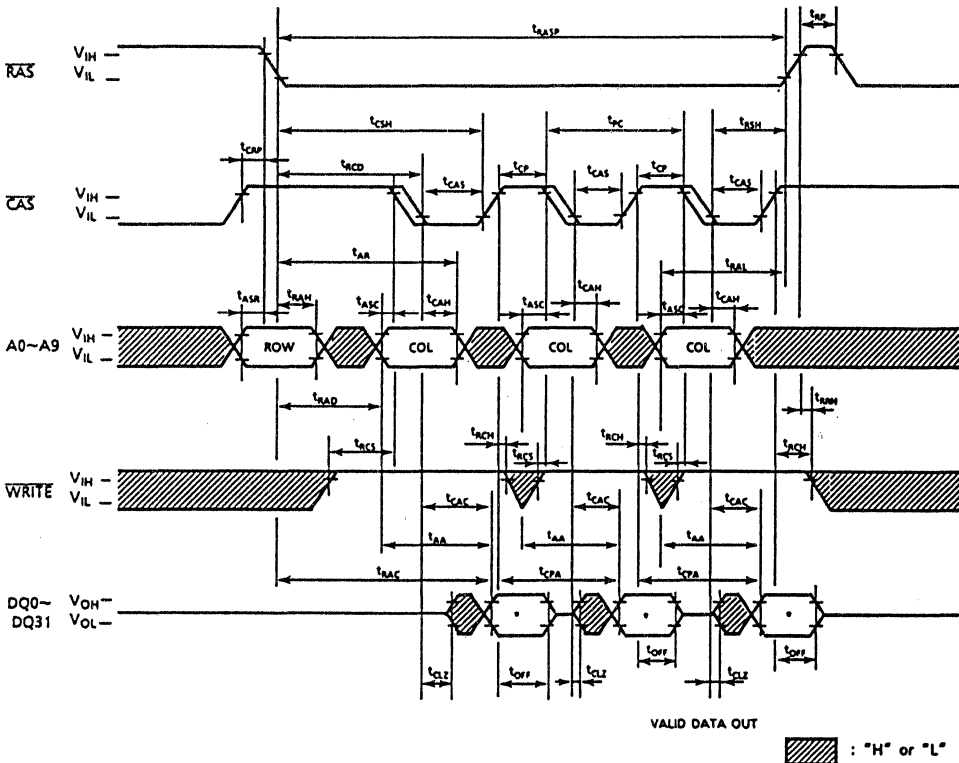 tRP
tRASP
VIH
RAS
VIL
tCSH
tPC
tRSH
tCRP
tRCD
tCP
tCP
tCAS
tCAS
tCAS
VIH
CAS
VIL
tAR
tRAL
tASR
tRAH
tASC
tCAH
tASC
tCAH
tASC
tCAH
VIH
A0~A9
VIL
ROW
COL
COL
COL
tRAD
tRRH
tRCS
tRCH
tRCS
tRCH
tRCS
tRCH
VIH
WRITE
VIL
tCAC
tCAC
tCAC
tAA
tAA
tAA
tRAC
tCPA
tCPA
DQ0~
DQ31
VOH
VOL
* * *
tCLZ
tOFF
tCLZ
tOFF
tCLZ
tOFF
VALID DATA OUT
: "H" or "L"